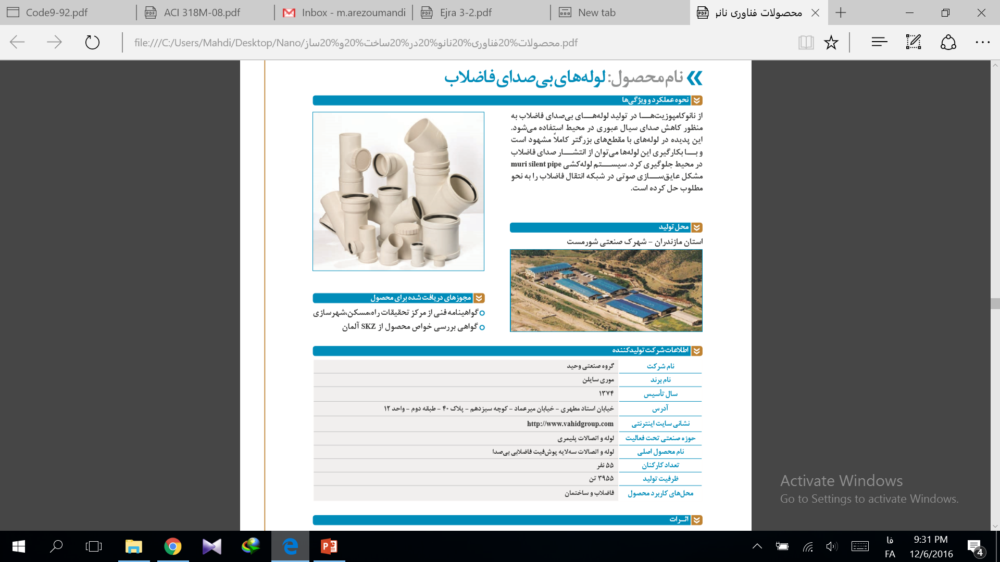 Code9-92.pdf
ACI 318M-08.pdf
Inbox - m.arezoumandi
Ejra 3-2.pdf
New tab
محصولات فناوری نانو
file:///C:/Users/Mahdi/Desktop/Nano/محصولات%20فناوری%20نانو%20در%20ساخت%20و%20ساز.pdf
نام محصول: لوله‌های بی‌صدای فاضلاب
نحوه عملکرد و ویژگی‌ها
از نانوکامپوزیت‌هـــا در تولید لوله‌هـــای بی‌صدای فاضلاب به
منظور کاهش صدای سیال عبوری در محیط استفاده می‌شود.
این پدیده در لوله‌های با مقطع‌های بزرگتر کاملاً مشهود است
و بـــا بکارگیری این لوله‌ها می‌توان از انتشـــار صدای فاضلاب
در محیط جلوگیری کرد. سیســـتم لوله‌کشی muri silent pipe
مشکل عایق‌ســـازی صوتی در شبکه انتقال فاضلاب را به نحو
مطلوب حل کرده است.
محل تولید
استان مازندران - شهرک صنعتی شورمست
مجوزهای دریافت شده برای محصول
گواهینامه فنی از مرکز تحقیقات راه،مسکن،شهرسازی
گواهی بررسی خواص محصول از SKZ آلمان
اطلاعات شرکت تولیدکننده
نام شرکت گروه صنعتی وحید
نام برند موری سایلن
سال تأسیس ۱۳۷۴
آدرس خیابان استاد مطهری - خیابان میرعماد - کوچه سیزدهم - پلاک ۴۰ - طبقه دوم - واحد ۱۲
نشانی سایت اینترنتی http://www.vahidgroup.com
حوزه صنعتی تحت فعالیت لوله و اتصالات پلیمری
نام محصول اصلی لوله و اتصالات سه‌لایه پوش‌فیت فاضلابی بی‌صدا
تعداد کارکنان ۵۵ نفر
ظرفیت تولید ۳۹۵۵ تن
محل‌های کاربرد محصول فاضلاب و ساختمان
اثـــرات
Activate Windows
Go to Settings to activate Windows.
فا
FA
9:31 PM
12/6/2016
4